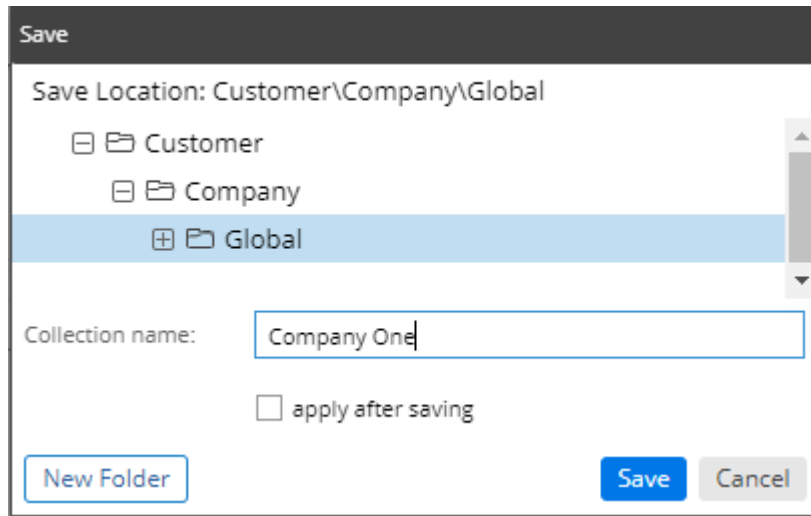 Save
Save Location: Customer\Company\Global
Customer
Company
Global
Collection name: Company One
apply after saving
New Folder Save Cancel